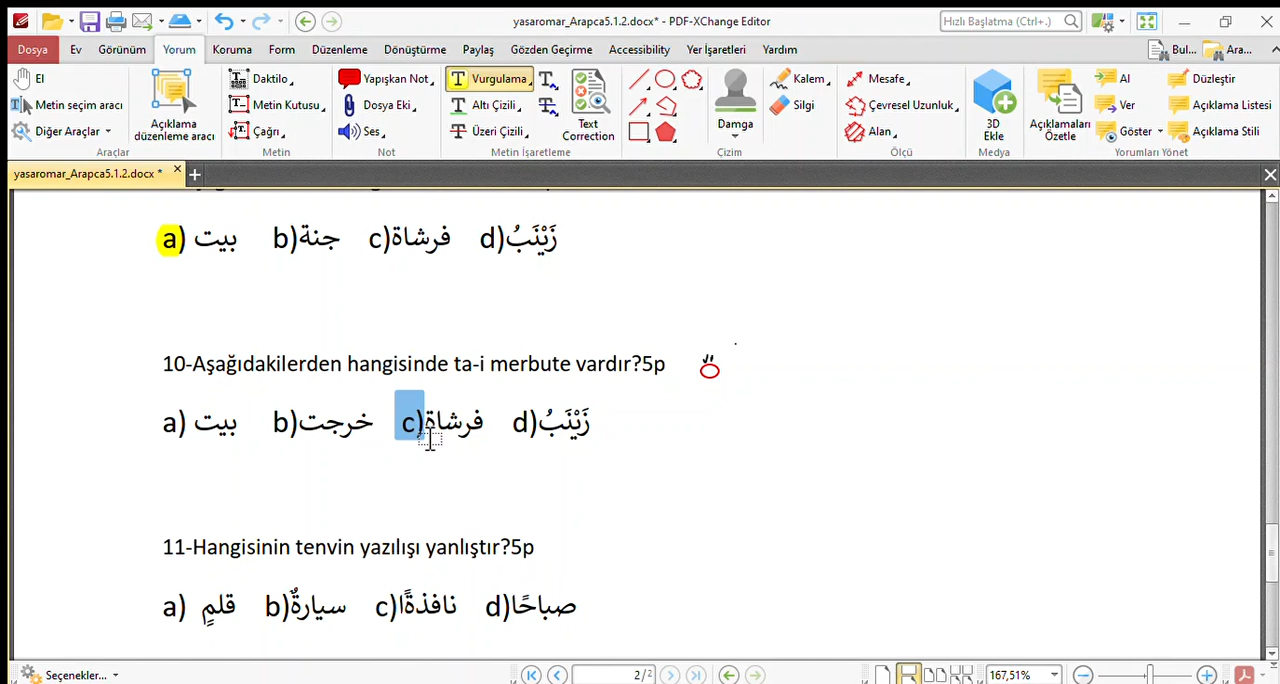 yasaromar_Arapca5.1.2.docx* - PDF-XChange Editor
Hızlı Başlatma (Ctrl+.)
Dosya Ev Görünüm Yorum Koruma Form Düzenleme Dönüştürme Paylaş Gözden Geçirme Accessibility Yer İşaretleri Yardım Bul... Ara...
El Daktilo Yapışkan Not Vurgulama Mesafe Kalem Al Düzleştir
Metin seçim aracı Metin Kutusu Dosya Eki Altı Çizili Çevresel Uzunluk Silgi Ver Açıklama Listesi
Diğer Araçlar Çağrı Ses Üzeri Çizili Alan Göster Açıklama Stili
Açıklama düzenleme aracı Text Correction Damga 3D Ekle Açıklamaları Özetle
Araçlar Metin Not Metin İşaretleme Çizim Ölçü Medya Yorumları Yönet
yasaromar_Arapca5.1.2.docx *
a) بيت b)جنة c)فرشاة d)زَيْنَبُ
10-Aşağıdakilerden hangisinde ta-i merbute vardır?5p
a) بيت b)خرجت c)فرشاة d)زَيْنَبُ
11-Hangisinin tenvin yazılışı yanlıştır?5p
a) قلمٍ b)سيارةٌ c)نافذةًا d)صباحًا
Seçenekler... 2/2 167,51%